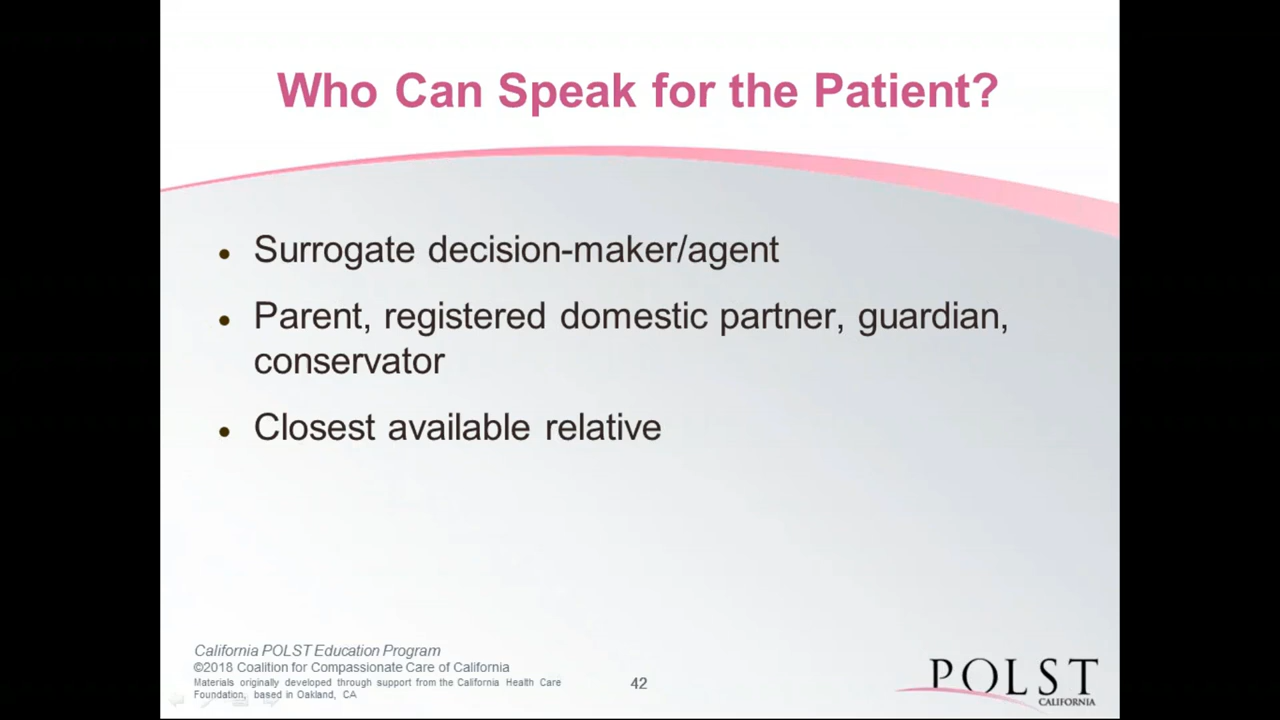 Who Can Speak for the Patient?
• Surrogate decision-maker/agent
• Parent, registered domestic partner, guardian,
conservator
• Closest available relative
California POLST Education Program
©2018 Coalition for Compassionate Care of California
Materials originally developed through support from the California Health Care
Foundation, based in Oakland, CA
42
POLST
CALIFORNIA